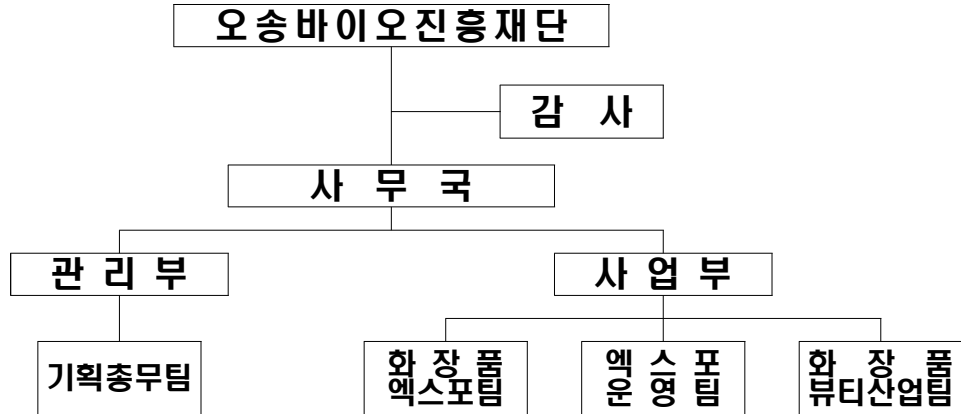 오송바이오진흥재단
감 사
사 무 국
관 리 부
사 업 부
기획총무팀
화 장 품
엑스포팀
엑 스 포
운 영 팀
화 장 품
뷰티산업팀